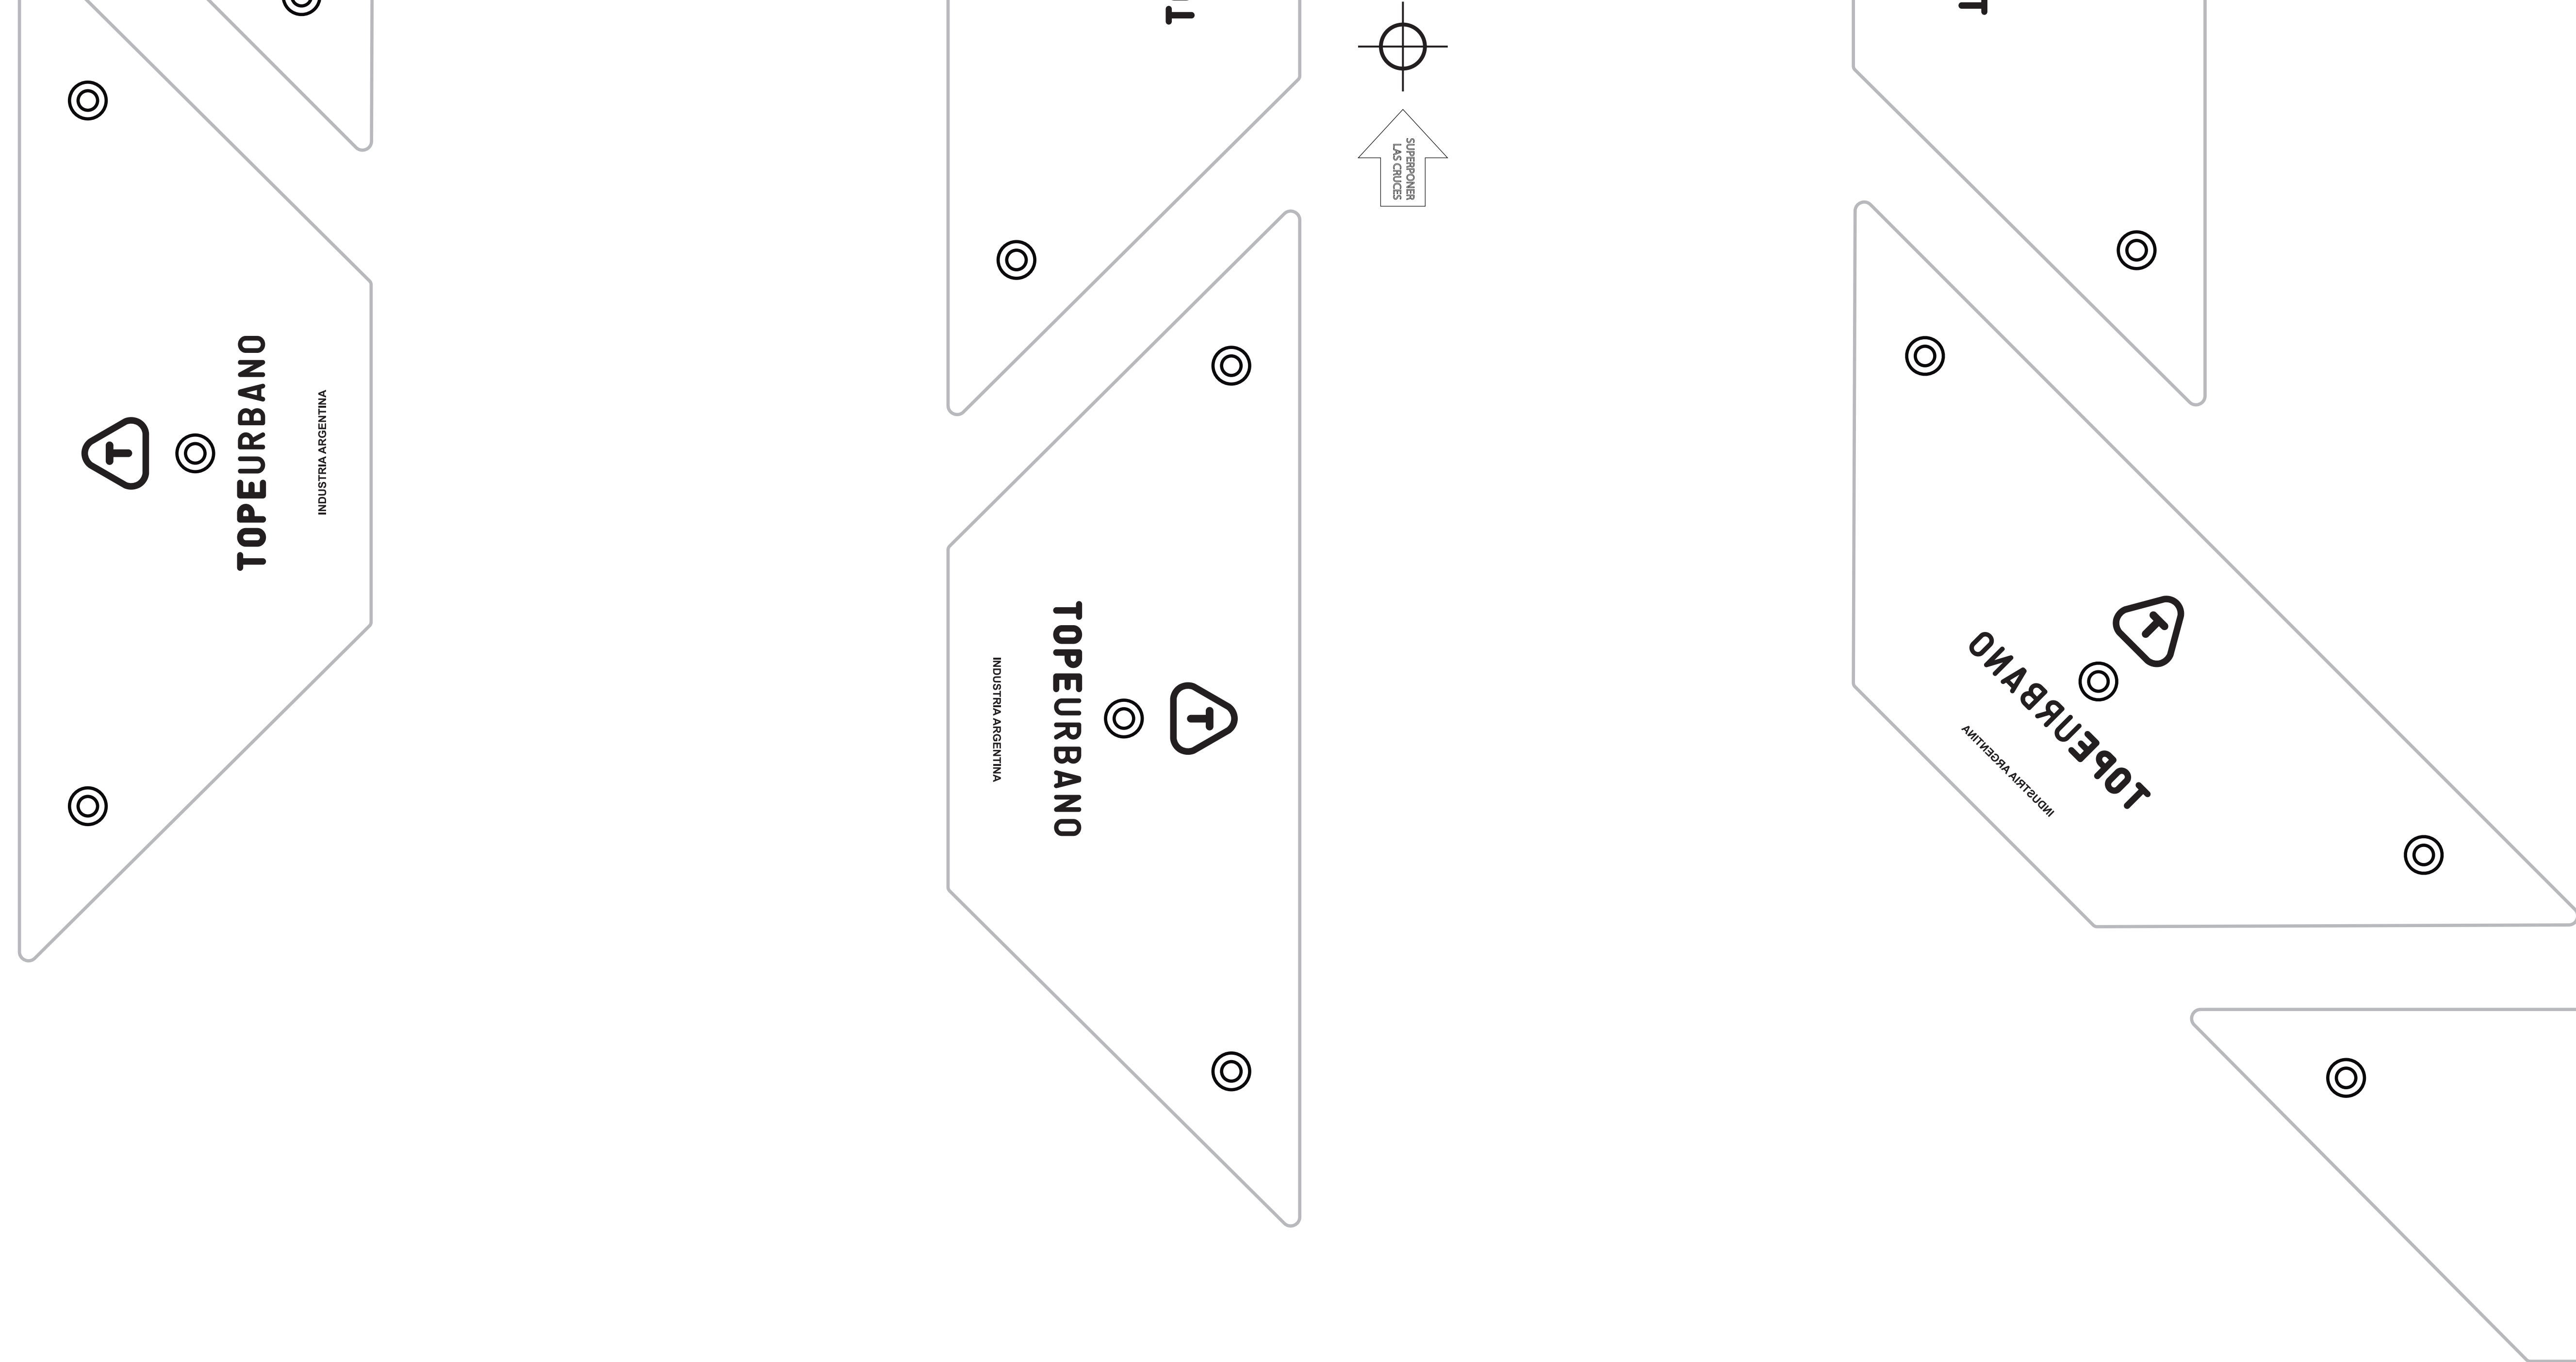 TOPEURBANO
INDUSTRIA ARGENTINA
T
T
SUPERPONER
LAS CRUCES
TOPEURBANO
INDUSTRIA ARGENTINA
T
T
TOPEURBANO
INDUSTRIA ARGENTINA
T